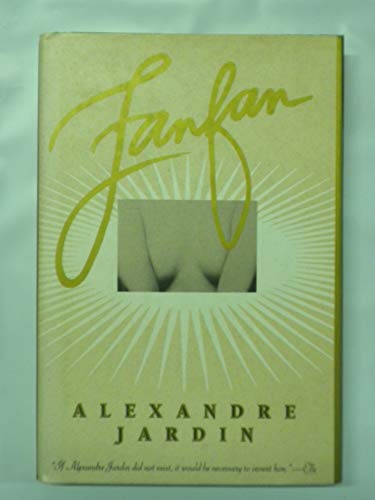 Fanfan
ALEXANDRE
JARDIN
"If Alexandre Jardin did not exist, it would be necessary to invent him."—Elle